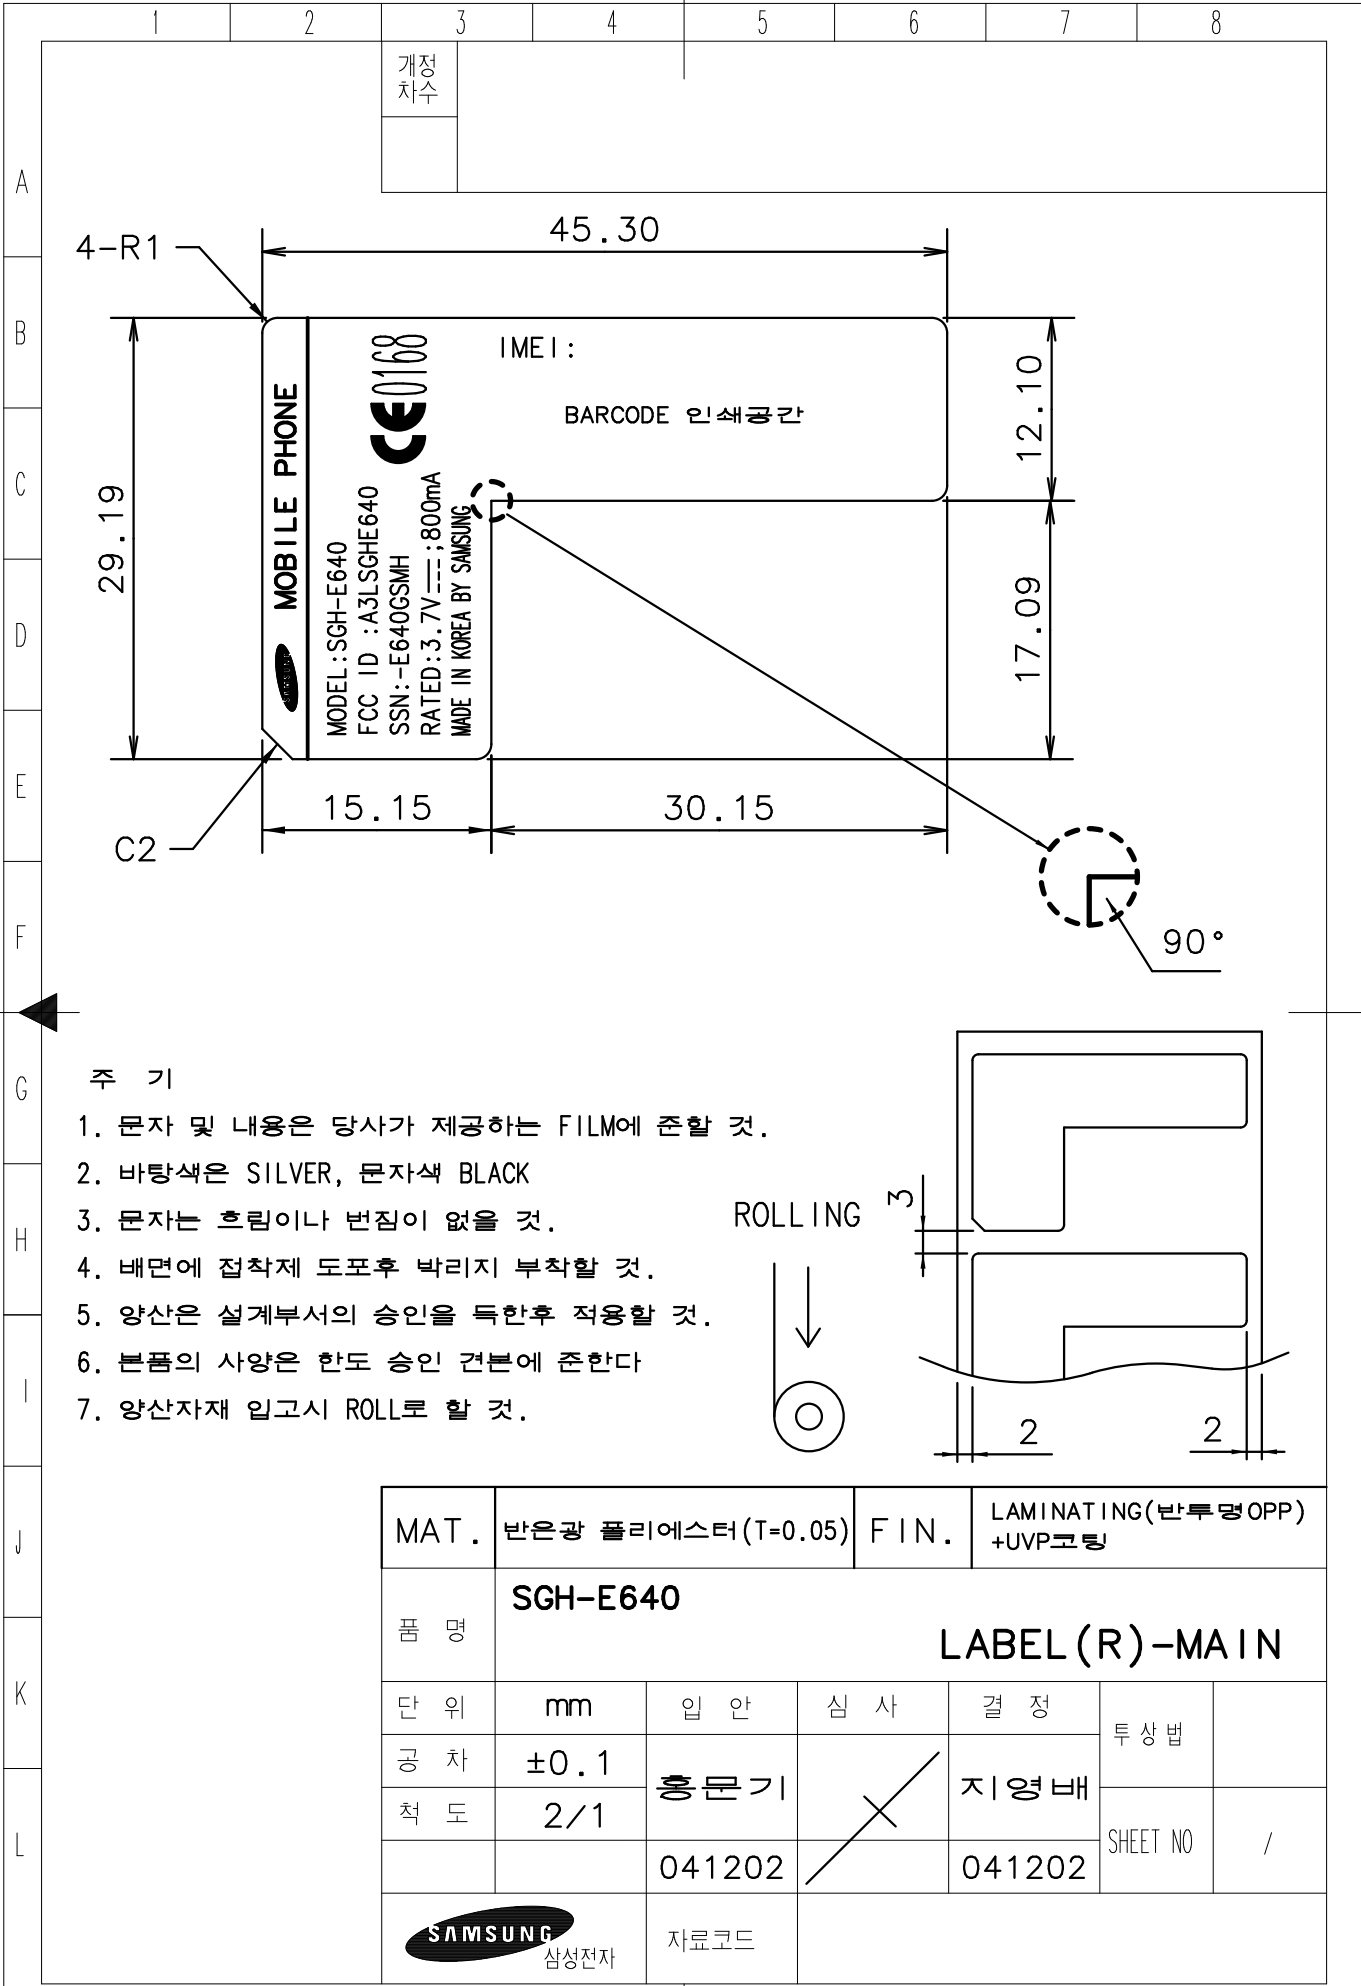 1 2 3 4 5 6 7 8
개정
차수
A
B
C
D
E
F
G
H
I
J
K
L
4-R1
45.30
29.19
12.10
17.09
15.15
30.15
C2
90°
SAMSUNG
MOBILE PHONE
MODEL:SGH-E640
FCC ID :A3LSGHE640
SSN:-E640GSMH
RATED:3.7V⎓;800mA
MADE IN KOREA BY SAMSUNG
CE0168
IMEI:
BARCODE 인쇄공간
주 기
1. 문자 및 내용은 당사가 제공하는 FILM에 준할 것.
2. 바탕색은 SILVER, 문자색 BLACK
3. 문자는 흐림이나 번짐이 없을 것.
4. 배면에 접착제 도포후 박리지 부착할 것.
5. 양산은 설계부서의 승인을 득한후 적용할 것.
6. 본품의 사양은 한도 승인 견본에 준한다
7. 양산자재 입고시 ROLL로 할 것.
ROLLING
3
2
2
MAT. 반은광 폴리에스터(T=0.05) FIN. LAMINATING(반투명OPP)
+UVP코팅
품 명 SGH-E640
LABEL(R)-MAIN
단 위 mm 입 안 심 사 결 정 투상법
공 차 ±0.1 홍문기 지영배
척 도 2/1 SHEET NO /
041202 041202
SAMSUNG 삼성전자 자료코드